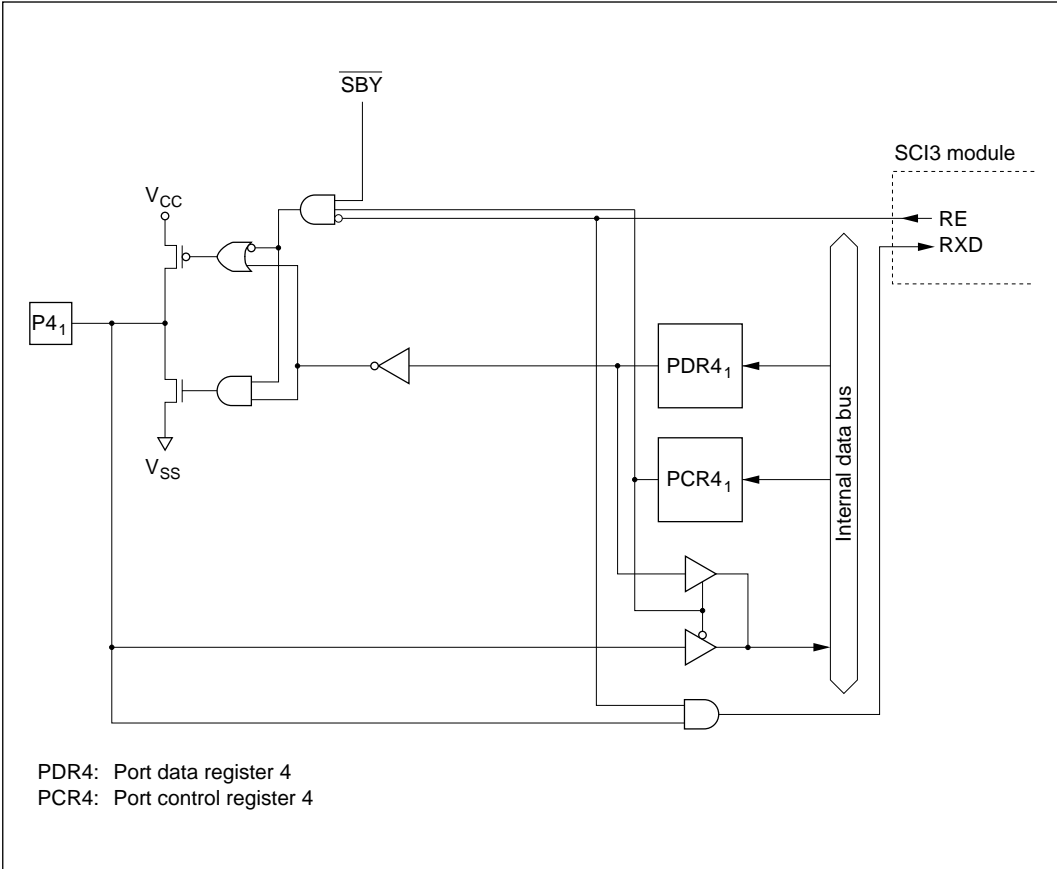 S̅B̅Y̅
SCI3 module
VCC
RE
RXD
P41
PDR41
PCR41
Internal data bus
VSS
PDR4: Port data register 4
PCR4: Port control register 4